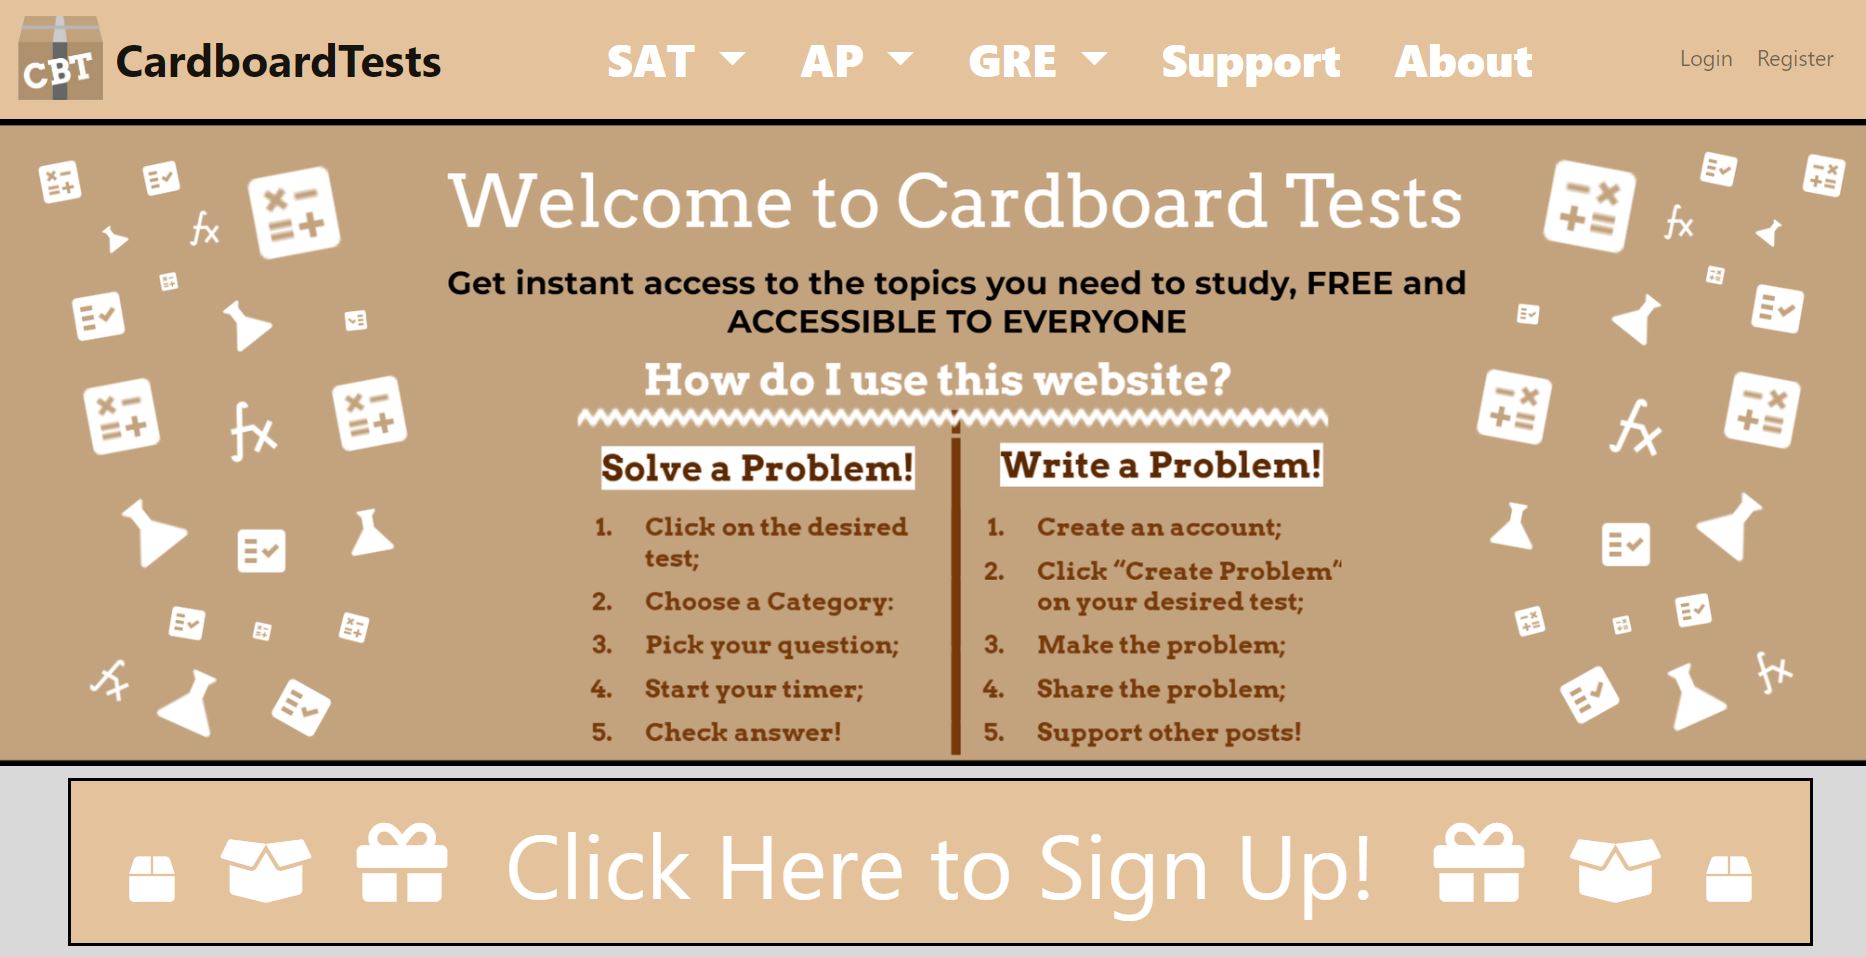 CBT CardboardTests SAT AP GRE Support About Login Register
Welcome to Cardboard Tests
Get instant access to the topics you need to study, FREE and
ACCESSIBLE TO EVERYONE
How do I use this website?
Solve a Problem!
1. Click on the desired
test;
2. Choose a Category:
3. Pick your question;
4. Start your timer;
5. Check answer!
Write a Problem!
1. Create an account;
2. Click “Create Problem“
on your desired test;
3. Make the problem;
4. Share the problem;
5. Support other posts!
Click Here to Sign Up!